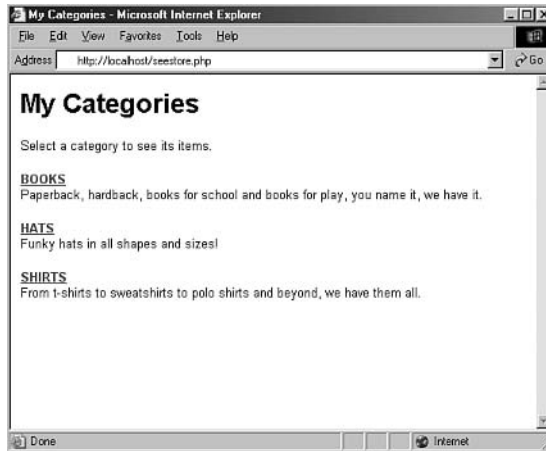 My Categories - Microsoft Internet Explorer
File Edit View Favorites Tools Help
Address http://localhost/seestore.php Go
My Categories
Select a category to see its items.
BOOKS
Paperback, hardback, books for school and books for play, you name it, we have it.
HATS
Funky hats in all shapes and sizes!
SHIRTS
From t-shirts to sweatshirts to polo shirts and beyond, we have them all.
Done Internet